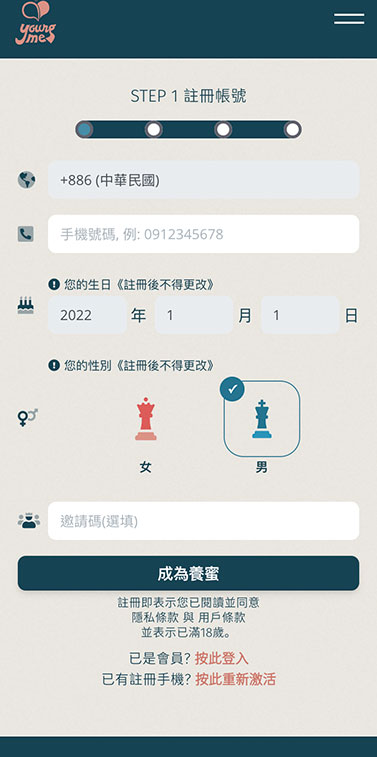 yourg
me
STEP 1 註冊帳號
+886 (中華民國)
手機號碼, 例: 0912345678
您的生日《註冊後不得更改》
2022 年 1 月 1 日
您的性別《註冊後不得更改》
女 男
邀請碼(選填)
成為養蜜
註冊即表示您已閱讀並同意
隱私條款 與 用戶條款
並表示已滿18歲。
已是會員? 按此登入
已有註冊手機? 按此重新激活